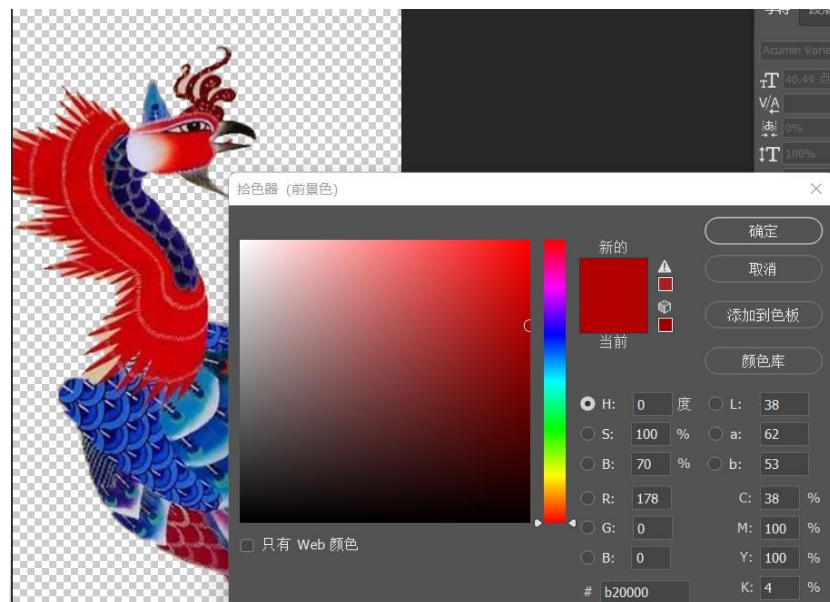 Acumin Varia
40.49 点
V/A
0%
100%
拾色器 (前景色)
新的
当前
确定
取消
添加到色板
颜色库
H: 0 度
L: 38
S: 100 %
a: 62
B: 70 %
b: 53
R: 178
C: 38 %
G: 0
M: 100 %
B: 0
Y: 100 %
# b20000
K: 4 %
只有 Web 颜色